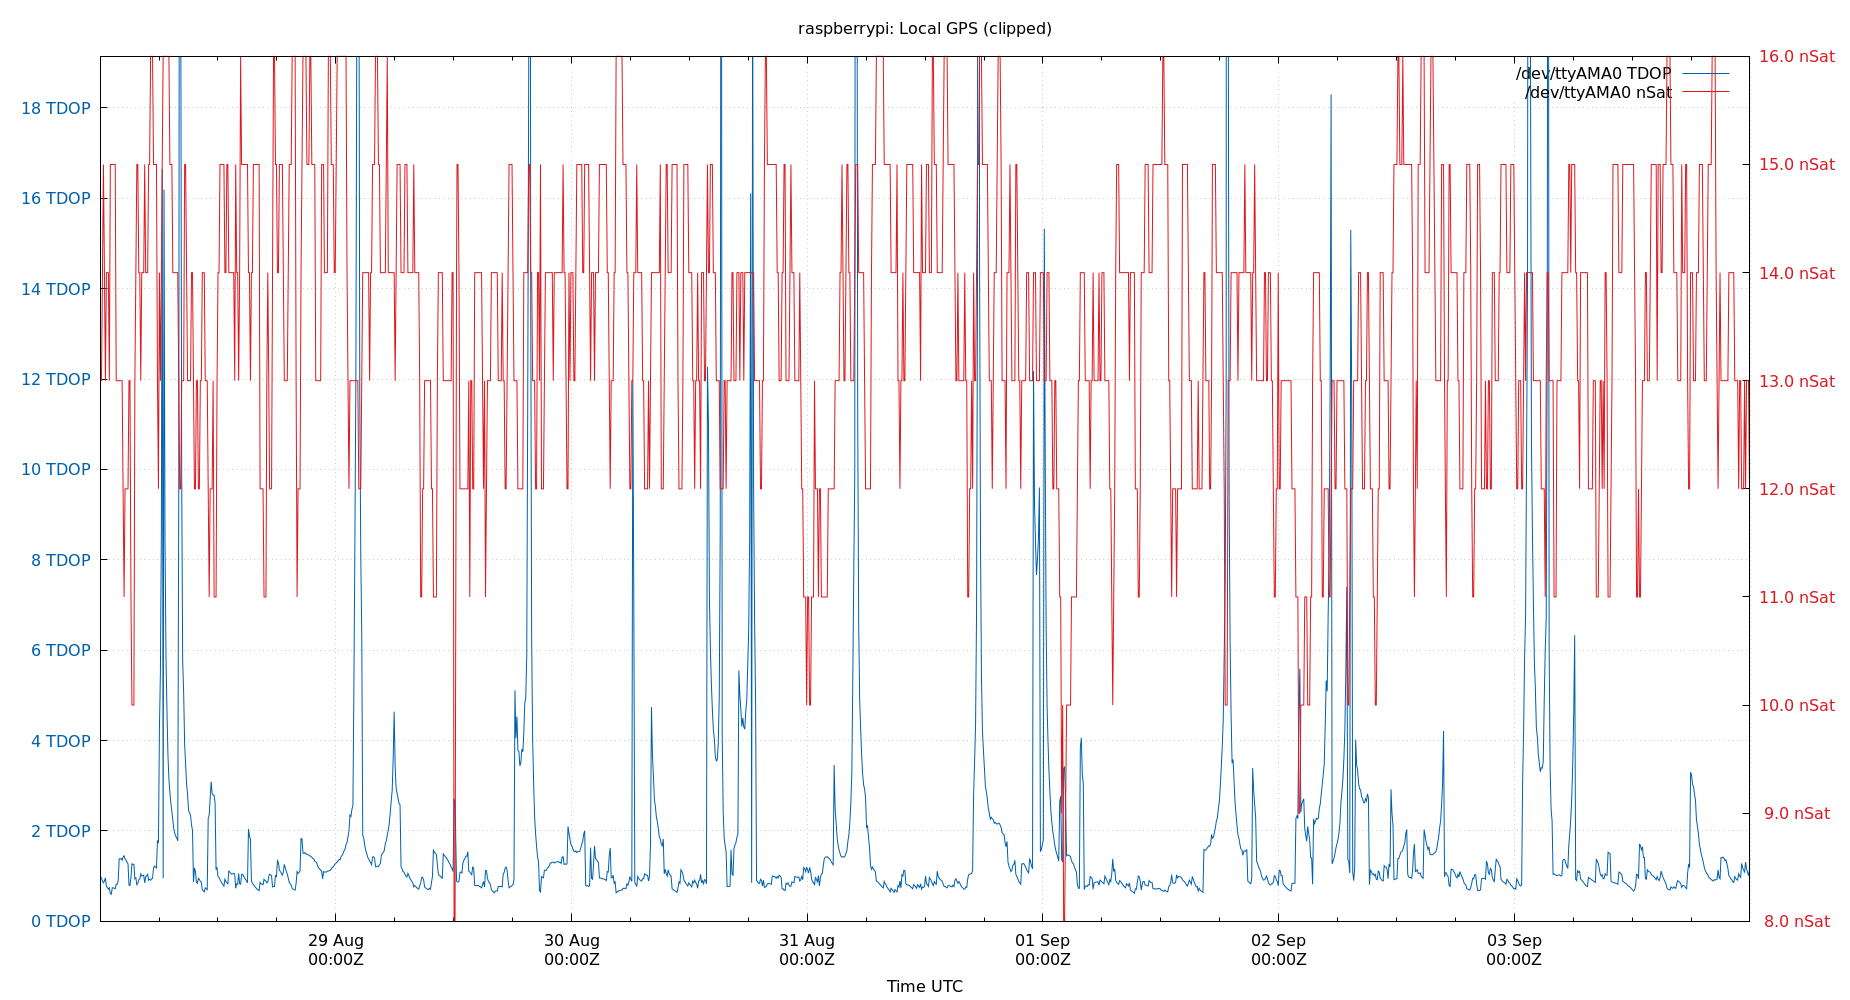 raspberrypi: Local GPS (clipped)
/dev/ttyAMA0 TDOP
/dev/ttyAMA0 nSat
18 TDOP
16 TDOP
14 TDOP
12 TDOP
10 TDOP
8 TDOP
6 TDOP
4 TDOP
2 TDOP
0 TDOP
16.0 nSat
15.0 nSat
14.0 nSat
13.0 nSat
12.0 nSat
11.0 nSat
10.0 nSat
9.0 nSat
8.0 nSat
29 Aug
00:00Z
30 Aug
00:00Z
31 Aug
00:00Z
01 Sep
00:00Z
02 Sep
00:00Z
03 Sep
00:00Z
Time UTC